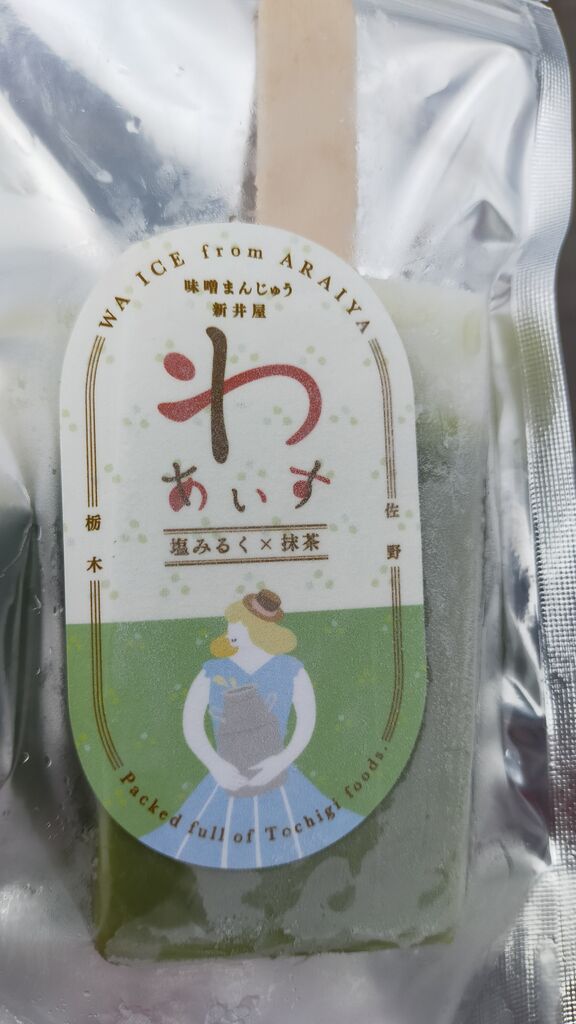 WA ICE from ARAIYA
味噌まんじゅう
新井屋
わ
あいす
塩みるく×抹茶
栃木
佐野
Packed full of Tochigi foods.